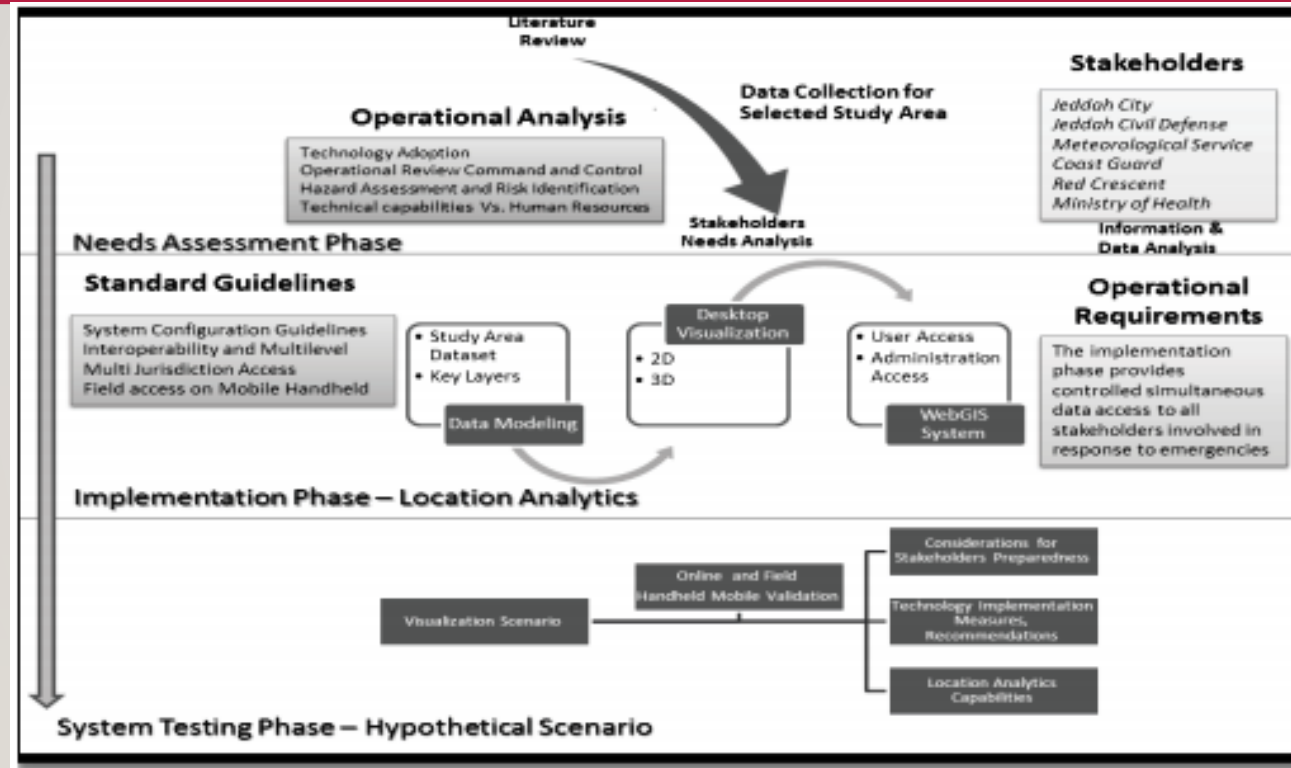 Literature
Review
Data Collection for
Selected Study Area
Stakeholders
Jeddah City
Jeddah Civil Defense
Meteorological Service
Coast Guard
Red Crescent
Ministry of Health
Information &
Data Analysis
Operational Analysis
Technology Adoption
Operational Review Command and Control
Hazard Assessment and Risk Identification
Technical capabilities Vs. Human Resources
Stakeholders
Needs Analysis
Needs Assessment Phase
Standard Guidelines
System Configuration Guidelines
Interoperability and Multilevel
Multi Jurisdiction Access
Field access on Mobile Handheld
• Study Area
Dataset
• Key Layers
Data Modeling
Desktop
Visualization
• 2D
• 3D
• User Access
• Administration
Access
WebGIS
System
Operational
Requirements
The implementation
phase provides
controlled simultaneous
data access to all
stakeholders involved in
response to emergencies
Implementation Phase – Location Analytics
Visualization Scenario
Online and Field
Handheld Mobile Validation
Considerations for
Stakeholders Preparedness
Technology Implementation
Measures,
Recommendations
Location Analytics
Capabilities
System Testing Phase – Hypothetical Scenario